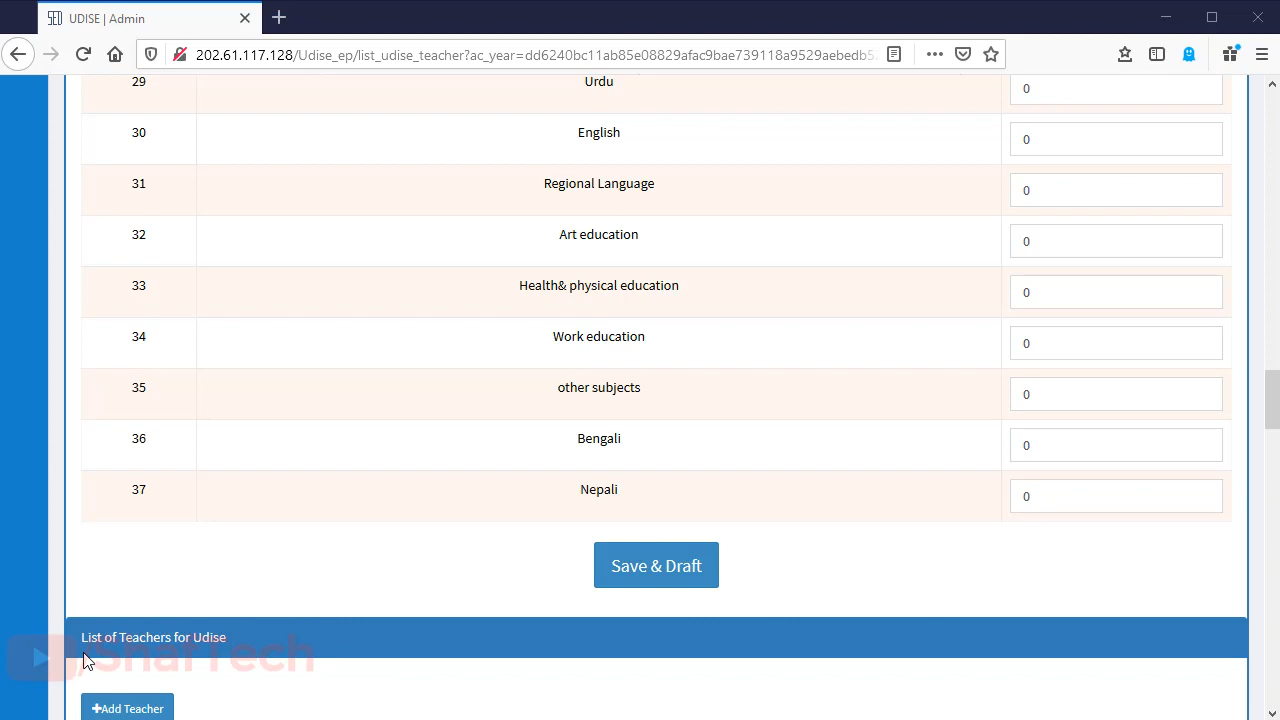 UDISE | Admin
202.61.117.128/Udise_ep/list_udise_teacher?ac_year=dd6240bc11ab85e08829afac9bae739118a9529aebedb5
29 Urdu 0
30 English 0
31 Regional Language 0
32 Art education 0
33 Health& physical education 0
34 Work education 0
35 other subjects 0
36 Bengali 0
37 Nepali 0
Save & Draft
List of Teachers for Udise
/ShafTech
+Add Teacher